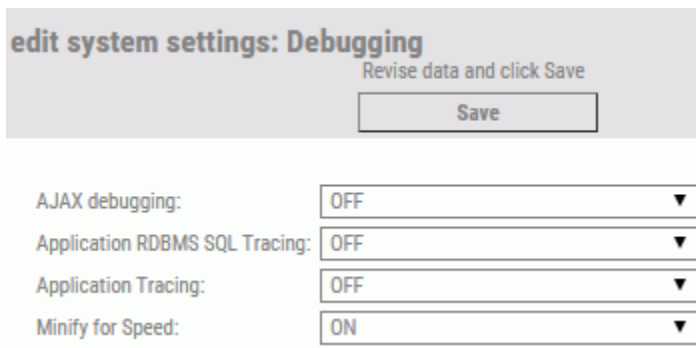 edit system settings: Debugging
Revise data and click Save
Save
AJAX debugging: OFF
Application RDBMS SQL Tracing: OFF
Application Tracing: OFF
Minify for Speed: ON